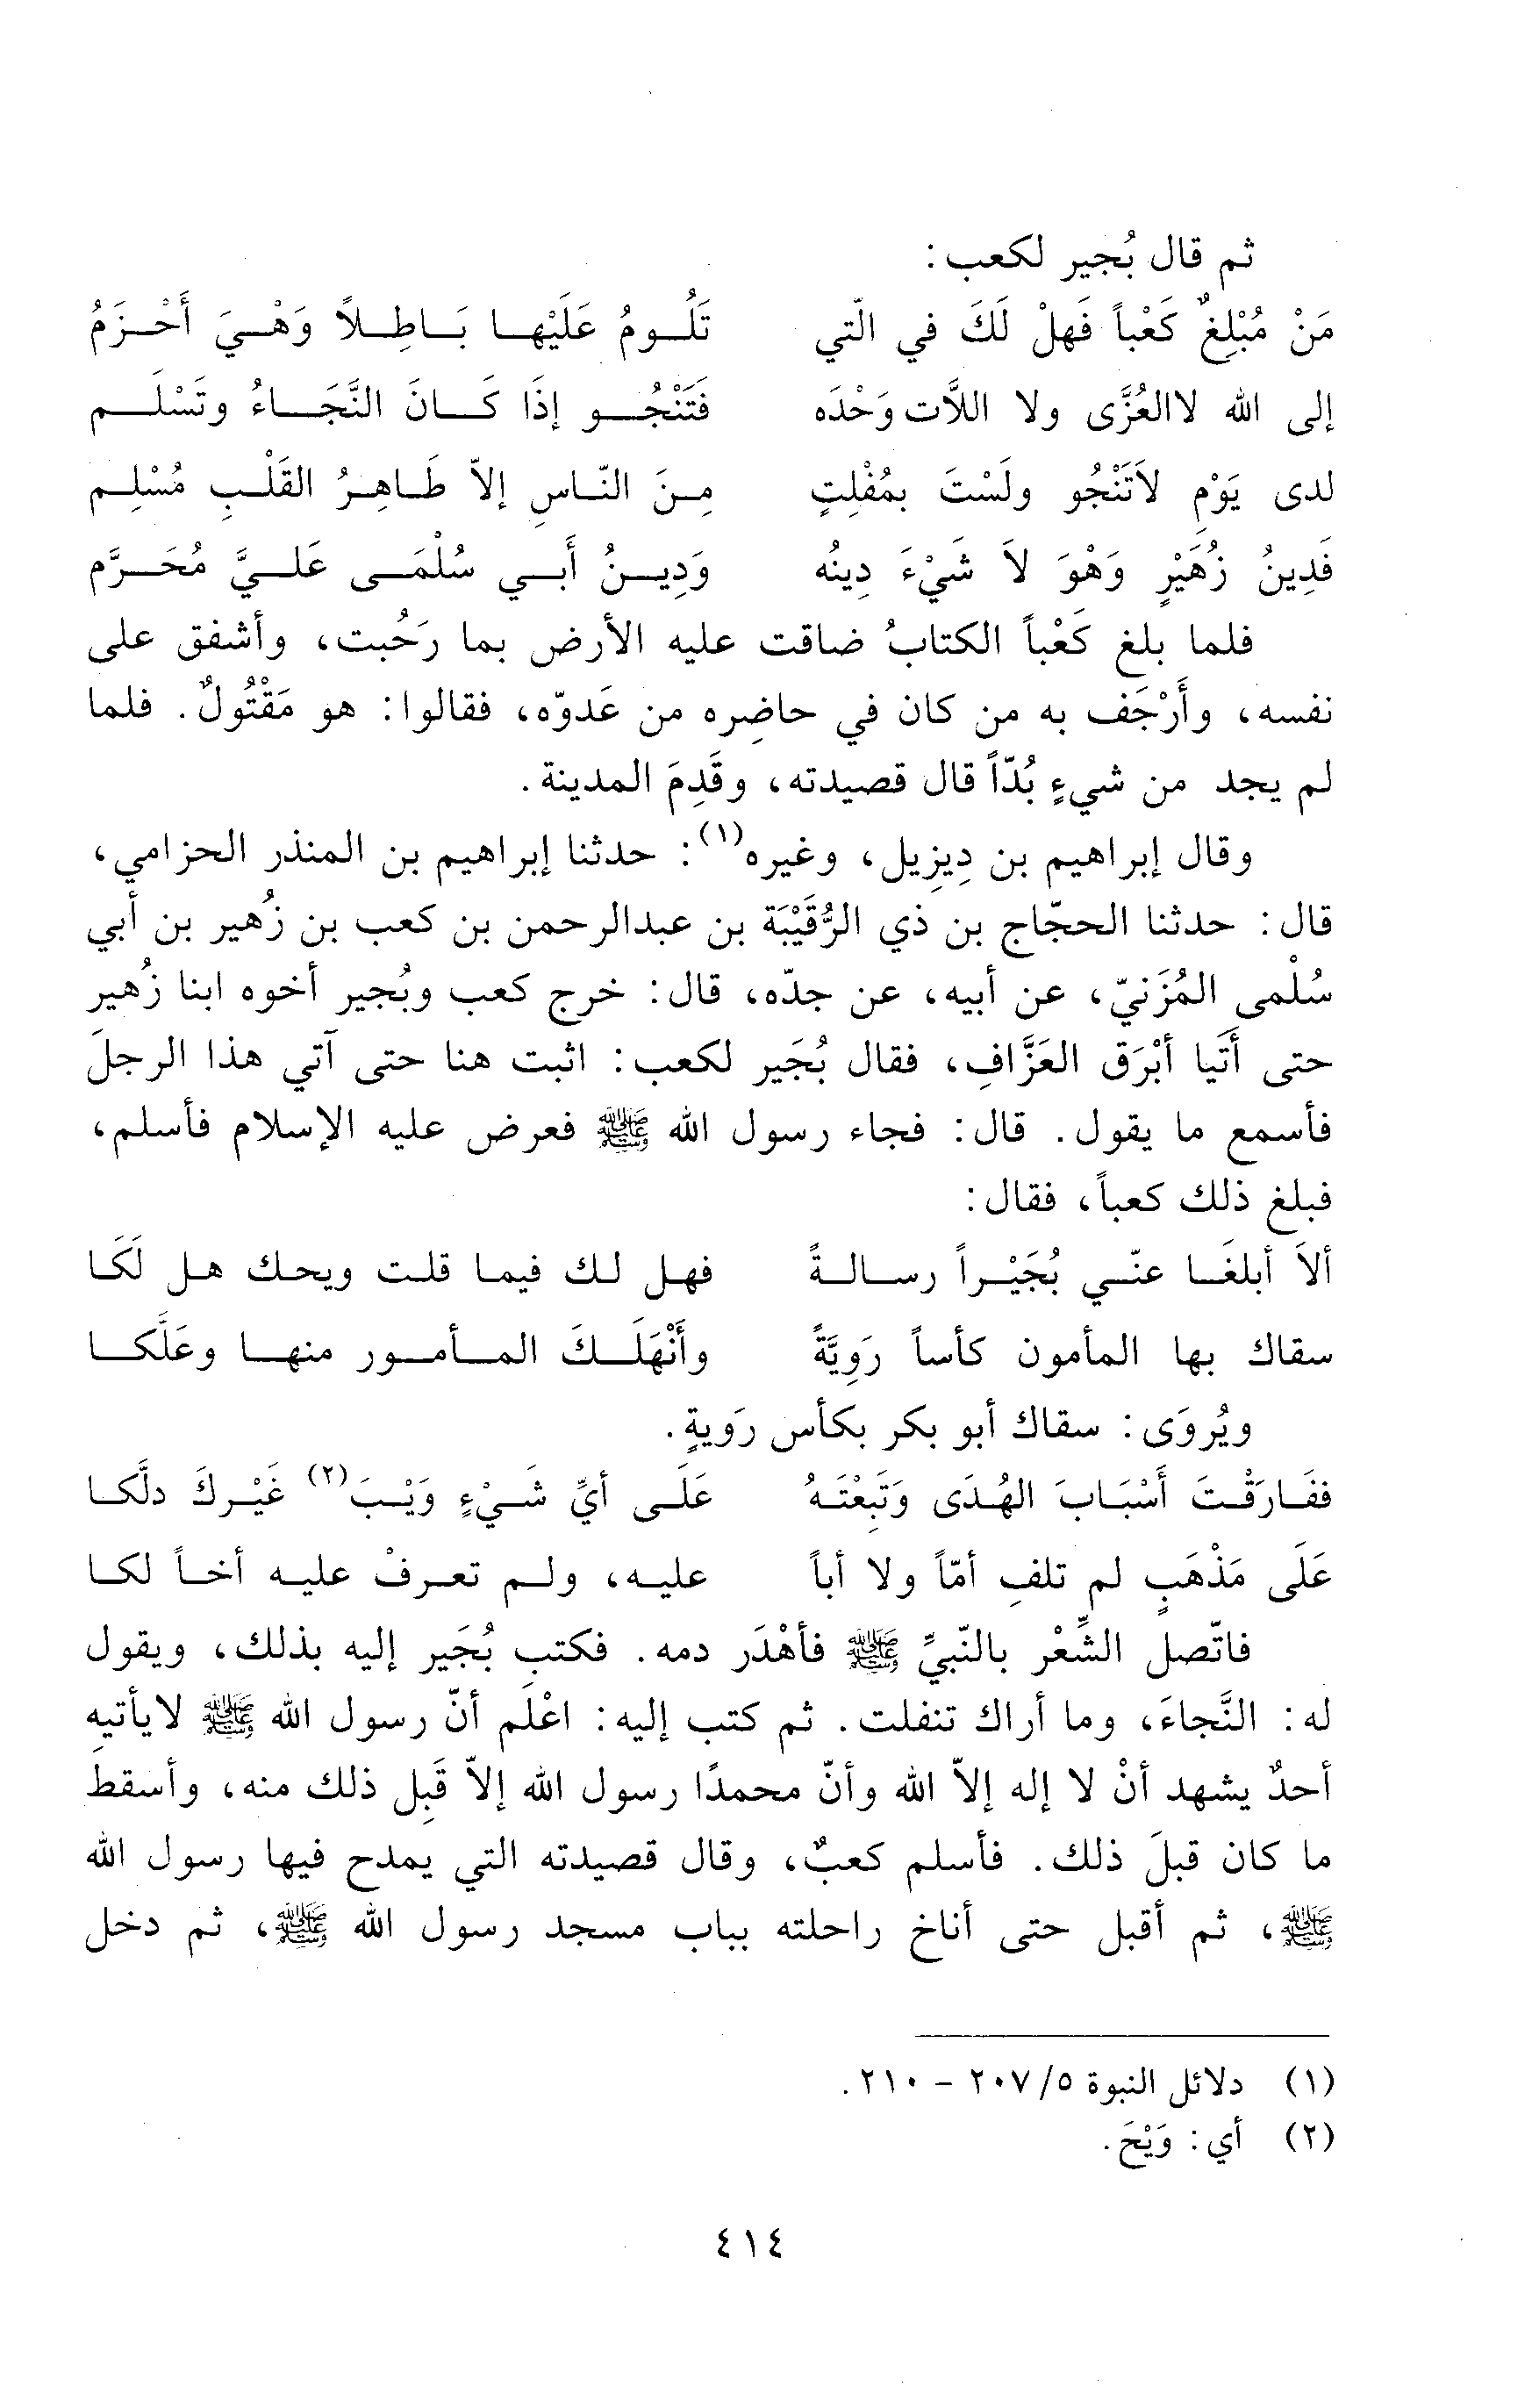 ثم قال بُجير لكعب:
مَنْ مُبْلِغٌ كَعْباً فَهلْ لَكَ في الّتي تَلُومُ عَلَيْها بَاطِلاً وَهْيَ أَحْزَمُ
إلى الله لاالعُزَّى ولا اللاَّت وَحْدَه فَتَنْجُو إذَا كَانَ النَّجَاءُ وتَسْلَم
لدى يَوْمِ لاَتَنْجُو ولَسْتَ بمُفْلِتٍ مِنَ النّاسِ إلاّ طَاهِرُ القَلْبِ مُسْلِم
فَدِينُ زُهَيْرٍ وَهْوَ لاَ شَيْءَ دِينُه وَدِينُ أَبي سُلْمَى عَليَّ مُحَرَّم
فلما بلغ كَعْباً الكتابُ ضاقت عليه الأرض بما رَحُبت، وأشفق على
نفسه، وأَرْجَف به من كان في حاضِره من عَدوّه، فقالوا: هو مَقْتُولٌ. فلما
لم يجد من شيءٍ بُدّاً قال قصيدته، وقَدِمَ المدينة.
وقال إبراهيم بن دِيزِيل، وغيره(١): حدثنا إبراهيم بن المنذر الحزامي،
قال: حدثنا الحجّاج بن ذي الرُّقَيْبَة بن عبدالرحمن بن كعب بن زُهير بن أبي
سُلْمى المُزَنيّ، عن أبيه، عن جدّه، قال: خرج كعب وبُجير أخوه ابنا زُهير
حتى أَتَيا أبْرَق العَزَّافِ، فقال بُجَير لكعب: اثبت هنا حتى آتي هذا الرجلَ
فأسمع ما يقول. قال: فجاء رسول الله ﷺ فعرض عليه الإسلام فأسلم،
فبلغ ذلك كعباً، فقال:
ألاَ أبلغَا عنّي بُجَيْراً رسالةً فهل لك فيما قلت ويحك هل لَكَا
سقاك بها المأمون كأساً رَوِيَّةً وأَنْهَلَكَ المأمور منها وعَلَّكا
ويُروَى: سقاك أبو بكر بكأس رَويةٍ.
ففَارَقْتَ أَسْبَابَ الهُدَى وَتَبِعْتَهُ عَلَى أيِّ شَيْءٍ وَيْبَ(٢) غَيْركَ دلَّكا
عَلَى مَذْهَبٍ لم تلفِ أمّاً ولا أباً عليه، ولم تعرفْ عليه أخاً لكا
فاتّصل الشِّعْر بالنّبيِّ ﷺ فأهْدَر دمه. فكتب بُجَير إليه بذلك، ويقول
له: النَّجاءَ، وما أراك تنفلت. ثم كتب إليه: اعْلَم أنّ رسول الله ﷺ لايأتيهِ
أحدٌ يشهد أنْ لا إله إلاّ الله وأنّ محمدًا رسول الله إلاّ قَبِل ذلك منه، وأسقط
ما كان قبلَ ذلك. فأسلم كعبٌ، وقال قصيدته التي يمدح فيها رسول الله
ﷺ، ثم أقبل حتى أناخ راحلته بباب مسجد رسول الله ﷺ، ثم دخل
(١) دلائل النبوة ٥/ ٢٠٧ - ٢١٠.
(٢) أي: وَيْحَ.
٤١٤